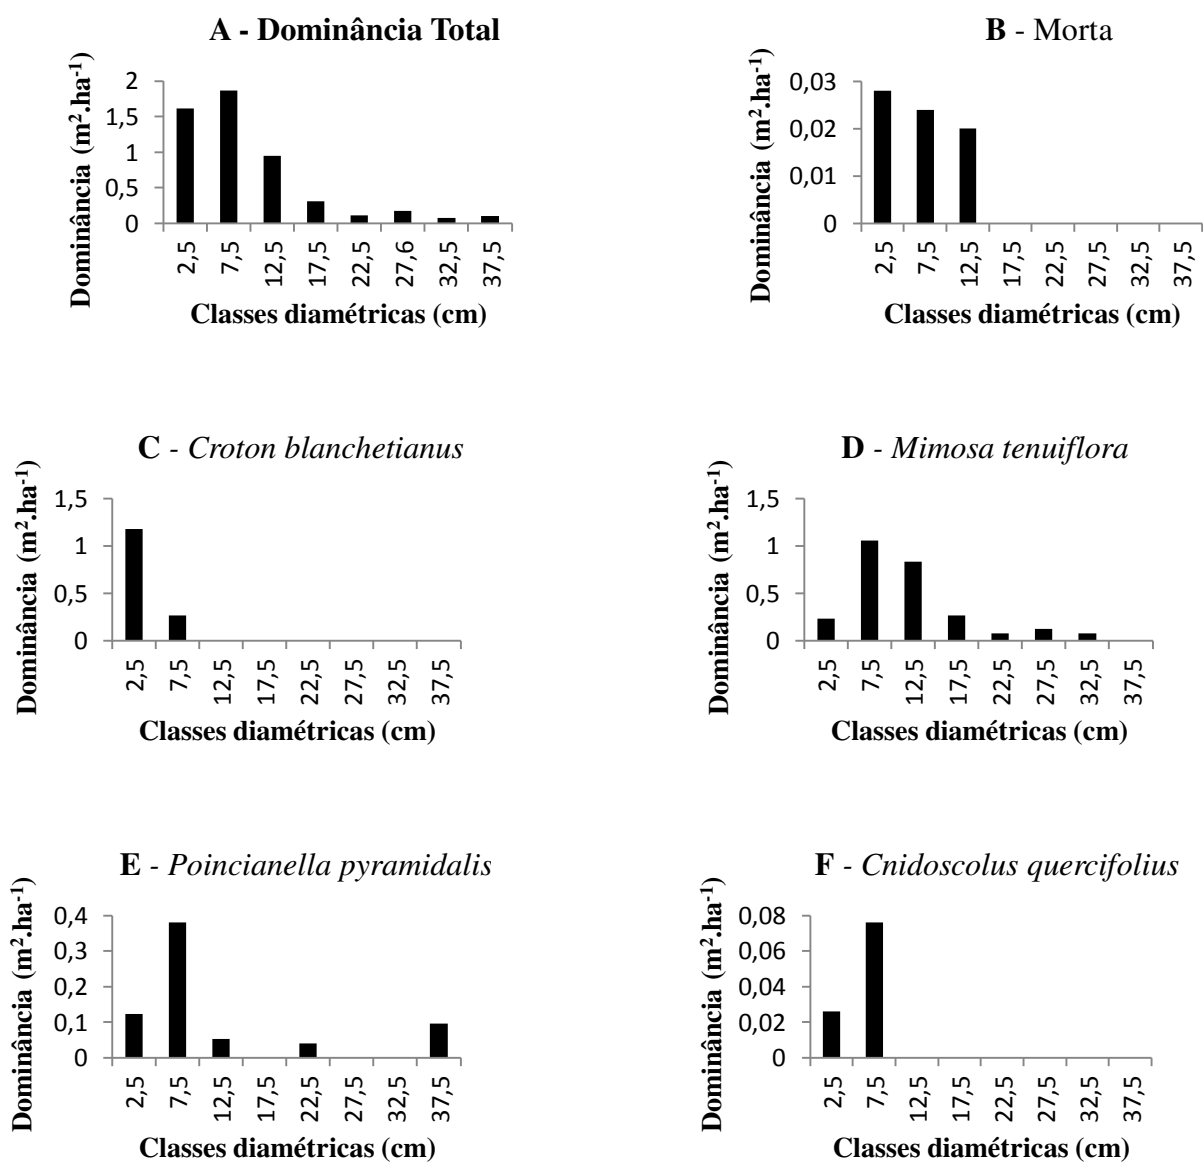 A - Dominância Total
Dominância (m².ha⁻¹)
2
1,5
1
0,5
0
2,5 7,5 12,5 17,5 22,5 27,6 32,5 37,5
Classes diamétricas (cm)
B - Morta
Dominância (m².ha⁻¹)
0,03
0,02
0,01
0
2,5 7,5 12,5 17,5 22,5 27,5 32,5 37,5
Classes diamétricas (cm)
C - Croton blanchetianus
Dominância (m².ha⁻¹)
1,5
1
0,5
0
2,5 7,5 12,5 17,5 22,5 27,5 32,5 37,5
Classes diamétricas (cm)
D - Mimosa tenuiflora
Dominância (m².ha⁻¹)
1,5
1
0,5
0
2,5 7,5 12,5 17,5 22,5 27,5 32,5 37,5
Classes diamétricas (cm)
E - Poincianella pyramidalis
Dominância (m².ha⁻¹)
0,4
0,3
0,2
0,1
0
2,5 7,5 12,5 17,5 22,5 27,5 32,5 37,5
Classes diamétricas (cm)
F - Cnidoscolus quercifolius
Dominância (m².ha⁻¹)
0,08
0,06
0,04
0,02
0
2,5 7,5 12,5 17,5 22,5 27,5 32,5 37,5
Classes diamétricas (cm)